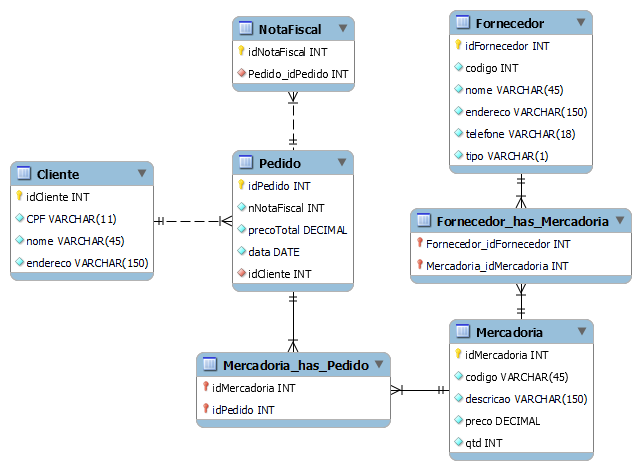 NotaFiscal
idNotaFiscal INT
Pedido_idPedido INT
Fornecedor
idFornecedor INT
codigo INT
nome VARCHAR(45)
endereco VARCHAR(150)
telefone VARCHAR(18)
tipo VARCHAR(1)
Cliente
idCliente INT
CPF VARCHAR(11)
nome VARCHAR(45)
endereco VARCHAR(150)
Pedido
idPedido INT
nNotaFiscal INT
precoTotal DECIMAL
data DATE
idCliente INT
Fornecedor_has_Mercadoria
Fornecedor_idFornecedor INT
Mercadoria_idMercadoria INT
Mercadoria_has_Pedido
idMercadoria INT
idPedido INT
Mercadoria
idMercadoria INT
codigo VARCHAR(45)
descricao VARCHAR(150)
preco DECIMAL
qtd INT